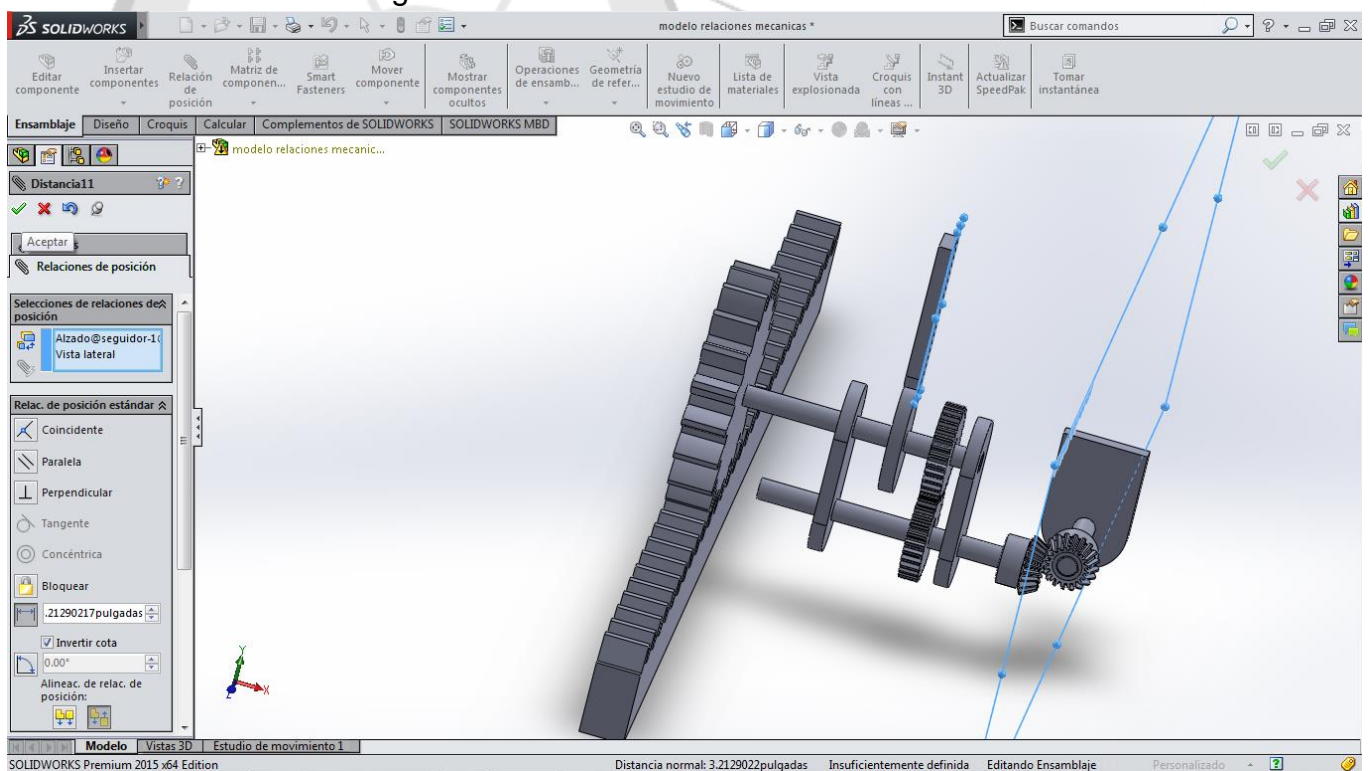 SOLIDWORKS
modelo relaciones mecanicas *
Buscar comandos
Editar componente
Insertar componentes
Relación de posición
Matriz de componen...
Smart Fasteners
Mover componente
Mostrar componentes ocultos
Operaciones de ensamb...
Geometría de refer...
Nuevo estudio de movimiento
Lista de materiales
Vista explosionada
Croquis con líneas ...
Instant 3D
Actualizar SpeedPak
Tomar instantánea
Ensamblaje Diseño Croquis Calcular Complementos de SOLIDWORKS SOLIDWORKS MBD
modelo relaciones mecanic...
Distancia11
Aceptar
Relaciones de posición
Selecciones de relaciones de
posición
Alzado@seguidor-1
Vista lateral
Relac. de posición estándar
Coincidente
Paralela
Perpendicular
Tangente
Concéntrica
Bloquear
.21290217pulgadas
Invertir cota
0.00°
Alineac. de relac. de
posición:
Y
X
Z
Modelo Vistas 3D Estudio de movimiento 1
SOLIDWORKS Premium 2015 x64 Edition Distancia normal: 3.2129022pulgadas Insuficientemente definida Editando Ensamblaje Personalizado